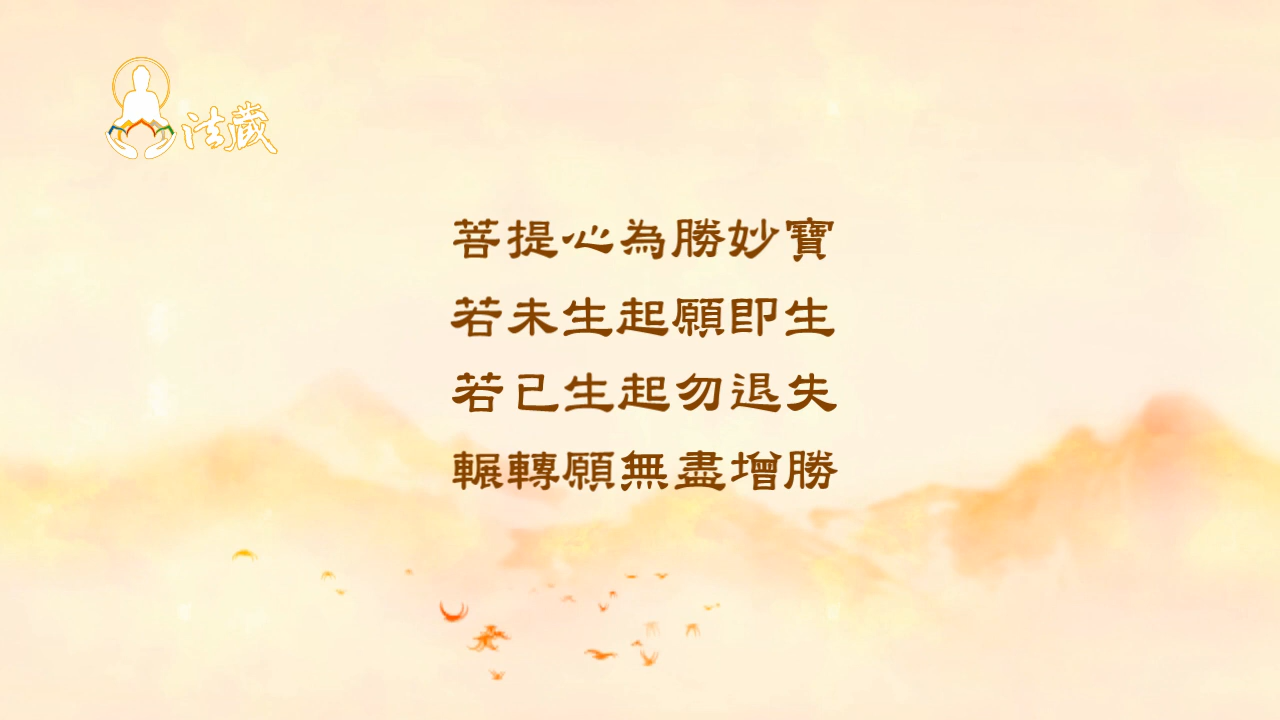 法藏
菩提心為勝妙寶
若未生起願即生
若已生起勿退失
輾轉願無盡增勝